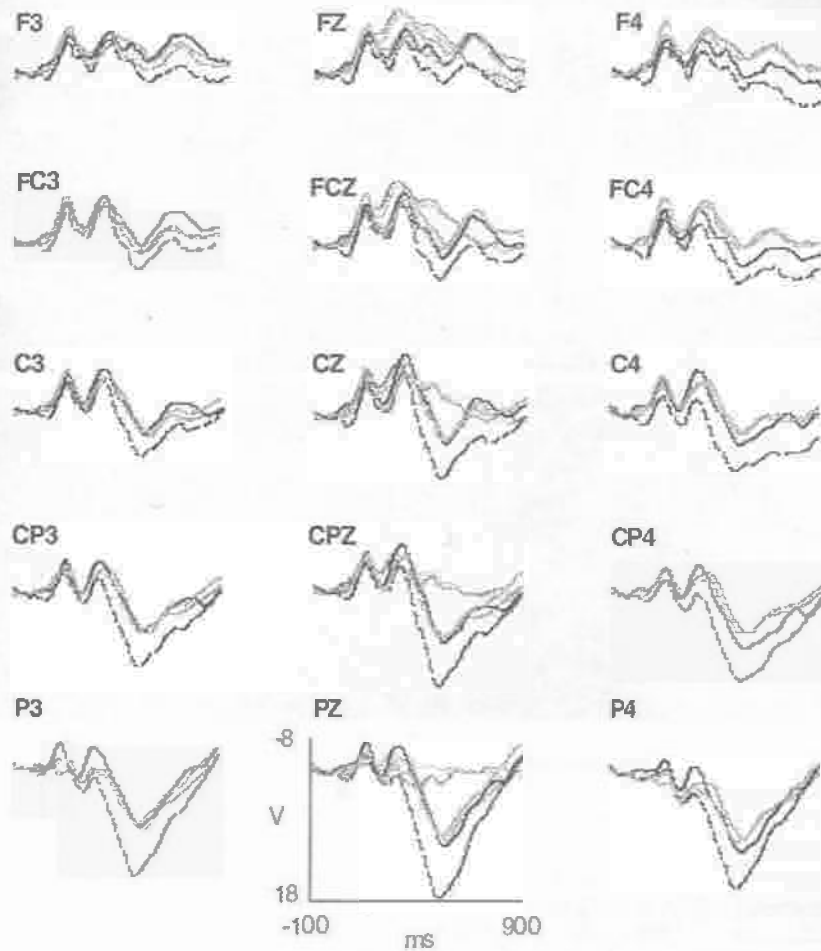 F3 FZ F4
FC3 FCZ FC4
C3 CZ C4
CP3 CPZ CP4
P3 PZ P4
-8
V
18
-100 900
ms